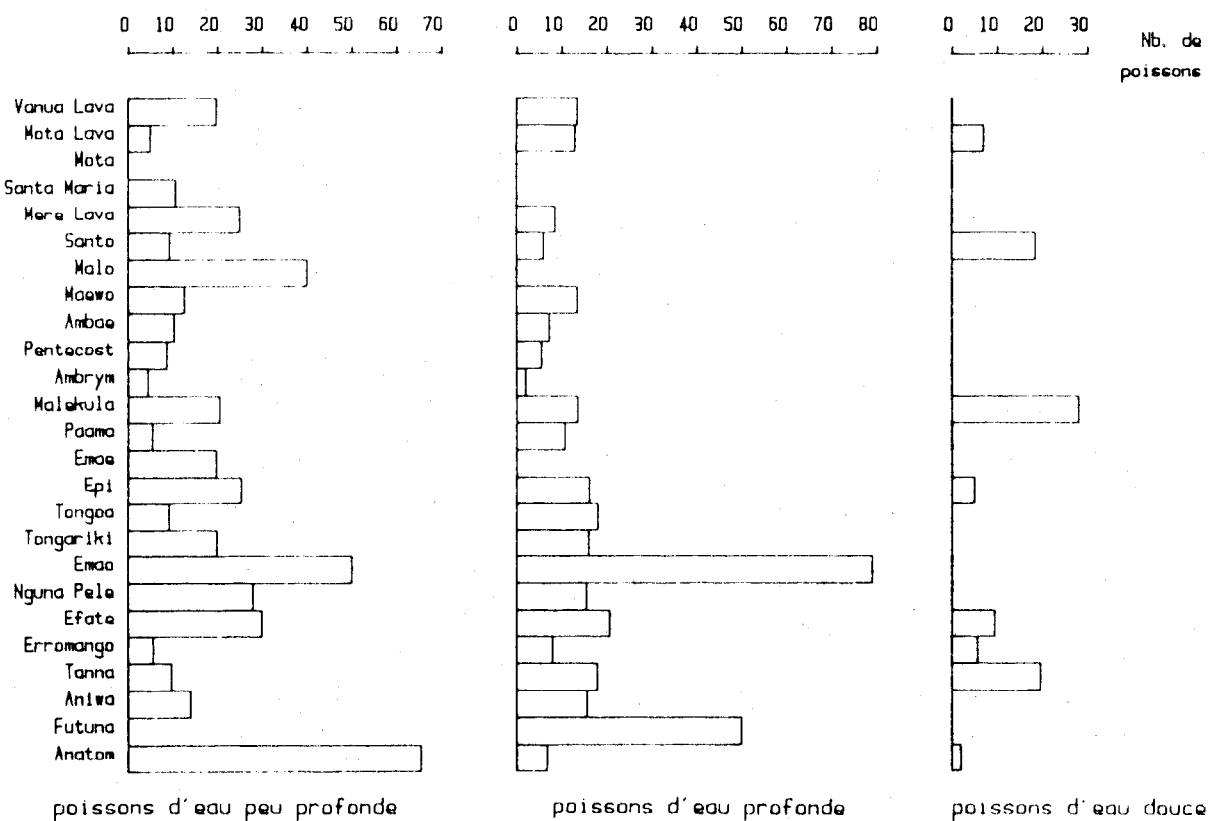 0 10 20 30 40 50 60 70
0 10 20 30 40 50 60 70 80
0 10 20 30
Nb. de
poissons
Vanua Lava
Mota Lava
Mota
Santa Maria
Mere Lava
Santo
Malo
Maewo
Ambae
Pentecost
Ambrym
Malekula
Paama
Emae
Epi
Tongoa
Tongariki
Emao
Nguna Pele
Efate
Erromango
Tanna
Aniwa
Futuna
Anatom
poissons d'eau peu profonde
poissons d'eau profonde
poissons d'eau douce